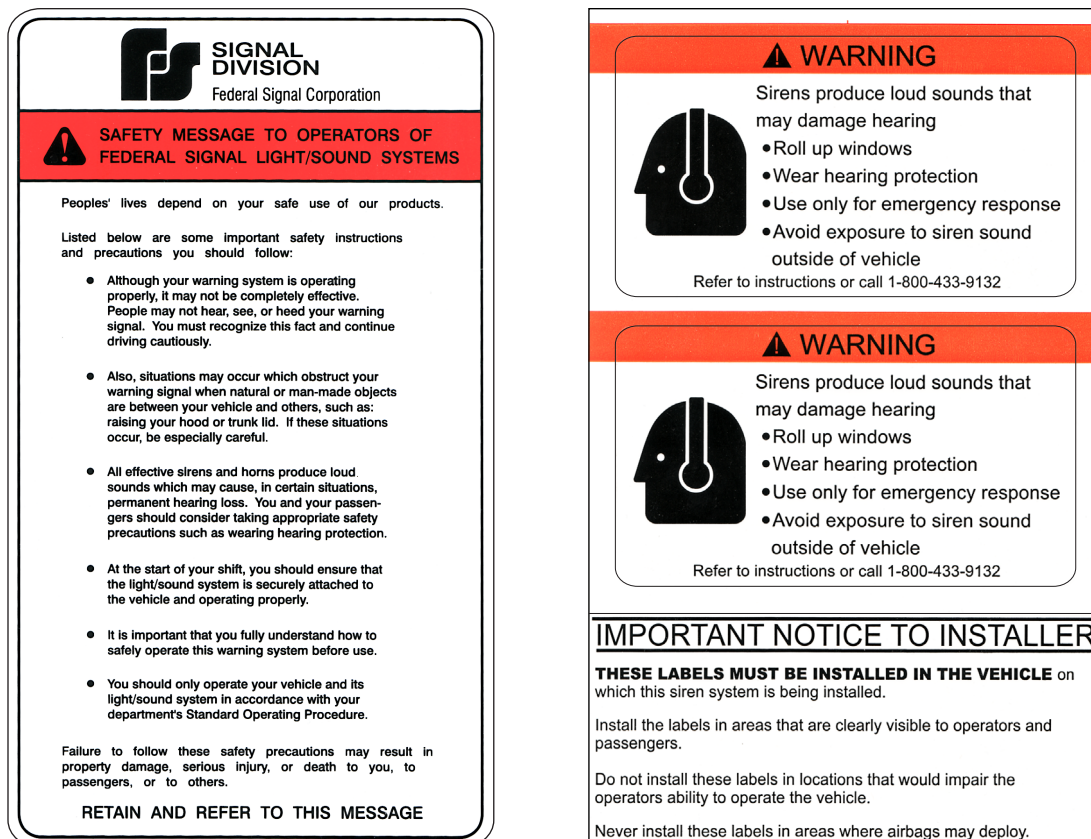 SIGNAL
DIVISION
Federal Signal Corporation
SAFETY MESSAGE TO OPERATORS OF
FEDERAL SIGNAL LIGHT/SOUND SYSTEMS
Peoples' lives depend on your safe use of our products.
Listed below are some important safety instructions
and precautions you should follow:
● Although your warning system is operating
properly, it may not be completely effective.
People may not hear, see, or heed your warning
signal. You must recognize this fact and continue
driving cautiously.
● Also, situations may occur which obstruct your
warning signal when natural or man-made objects
are between your vehicle and others, such as:
raising your hood or trunk lid. If these situations
occur, be especially careful.
● All effective sirens and horns produce loud
sounds which may cause, in certain situations,
permanent hearing loss. You and your passen-
gers should consider taking appropriate safety
precautions such as wearing hearing protection.
● At the start of your shift, you should ensure that
the light/sound system is securely attached to
the vehicle and operating properly.
● It is important that you fully understand how to
safely operate this warning system before use.
● You should only operate your vehicle and its
light/sound system in accordance with your
department's Standard Operating Procedure.
Failure to follow these safety precautions may result in
property damage, serious injury, or death to you, to
passengers, or to others.
RETAIN AND REFER TO THIS MESSAGE
WARNING
Sirens produce loud sounds that
may damage hearing
●Roll up windows
●Wear hearing protection
●Use only for emergency response
●Avoid exposure to siren sound
outside of vehicle
Refer to instructions or call 1-800-433-9132
WARNING
Sirens produce loud sounds that
may damage hearing
●Roll up windows
●Wear hearing protection
●Use only for emergency response
●Avoid exposure to siren sound
outside of vehicle
Refer to instructions or call 1-800-433-9132
IMPORTANT NOTICE TO INSTALLER
THESE LABELS MUST BE INSTALLED IN THE VEHICLE on
which this siren system is being installed.
Install the labels in areas that are clearly visible to operators and
passengers.
Do not install these labels in locations that would impair the
operators ability to operate the vehicle.
Never install these labels in areas where airbags may deploy.